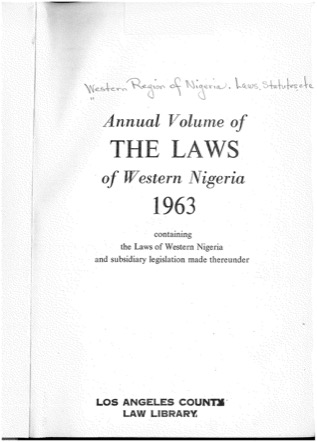 Western Region of Nigeria. Laws, Statutes, etc
Annual Volume of
THE LAWS
of Western Nigeria
1963
containing
the Laws of Western Nigeria
and subsidiary legislation made thereunder
LOS ANGELES COUNTY
LAW LIBRARY.